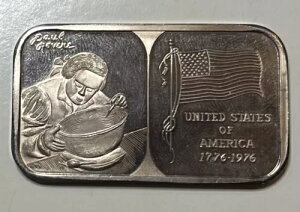 Paul
Revere
UNITED STATES
OF
AMERICA
1776-1976